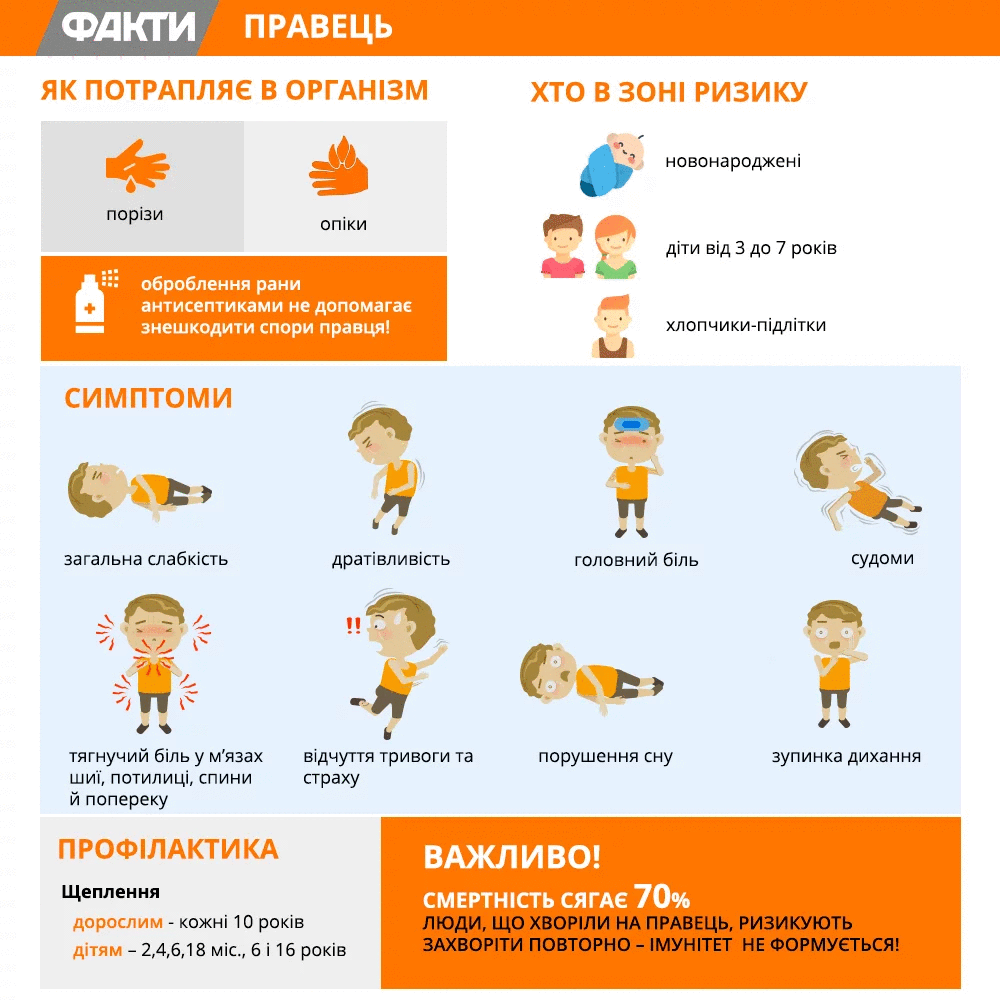 ФАКТИ
ПРАВЕЦЬ
ЯК ПОТРАПЛЯЄ В ОРГАНІЗМ
порізи
опіки
оброблення рани
антисептиками не допомагає
знешкодити спори правця!
ХТО В ЗОНІ РИЗИКУ
новонароджені
діти від 3 до 7 років
хлопчики-підлітки
СИМПТОМИ
загальна слабкість
дратівливість
головний біль
судоми
тягнучий біль у м’язах
шиї, потилиці, спини
й попереку
відчуття тривоги та
страху
порушення сну
зупинка дихання
ПРОФІЛАКТИКА
Щеплення
дорослим - кожні 10 років
дітям – 2,4,6,18 міс., 6 і 16 років
ВАЖЛИВО!
СМЕРТНІСТЬ СЯГАЄ 70%
ЛЮДИ, ЩО ХВОРІЛИ НА ПРАВЕЦЬ, РИЗИКУЮТЬ
ЗАХВОРІТИ ПОВТОРНО – ІМУНІТЕТ НЕ ФОРМУЄТЬСЯ!